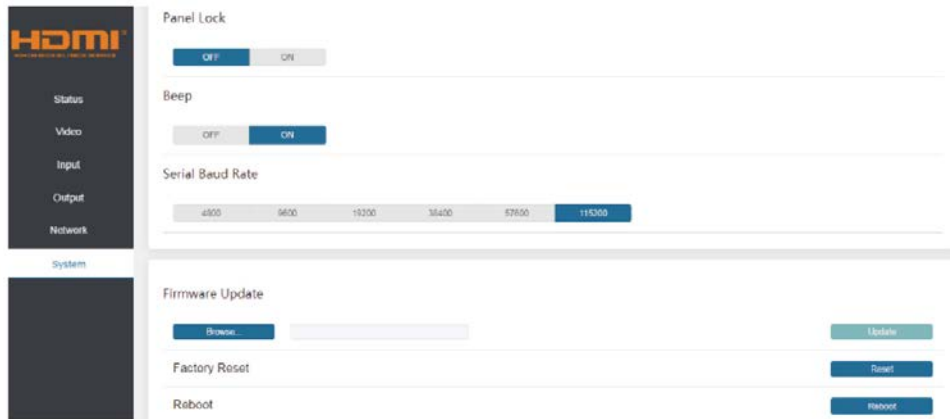 HDMI®
Panel Lock
OFF ON
Status
Beep
Video
OFF ON
Input
Serial Baud Rate
Output
4800 9600 19200 38400 57600 115200
Network
System
Firmware Update
Browse... Update
Factory Reset Reset
Reboot Reboot